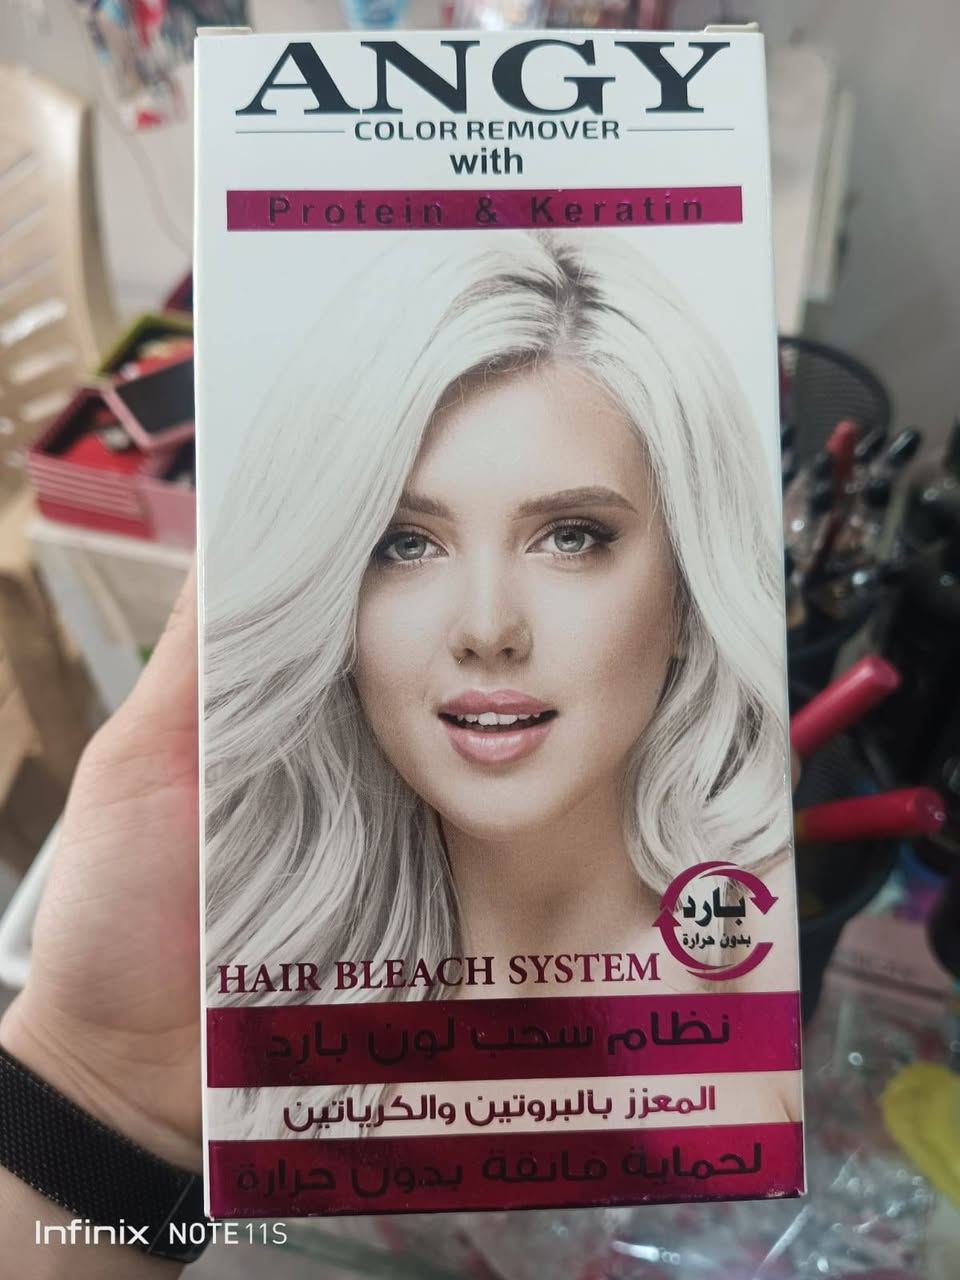 ANGY
COLOR REMOVER
with
Protein & Keratin
بارد
بدون حرارة
HAIR BLEACH SYSTEM
نظام سحب لون بارد
المعزز بالبروتين والكرياتين
لحماية فائقة بدون حرارة
Infinix NOTE 11S